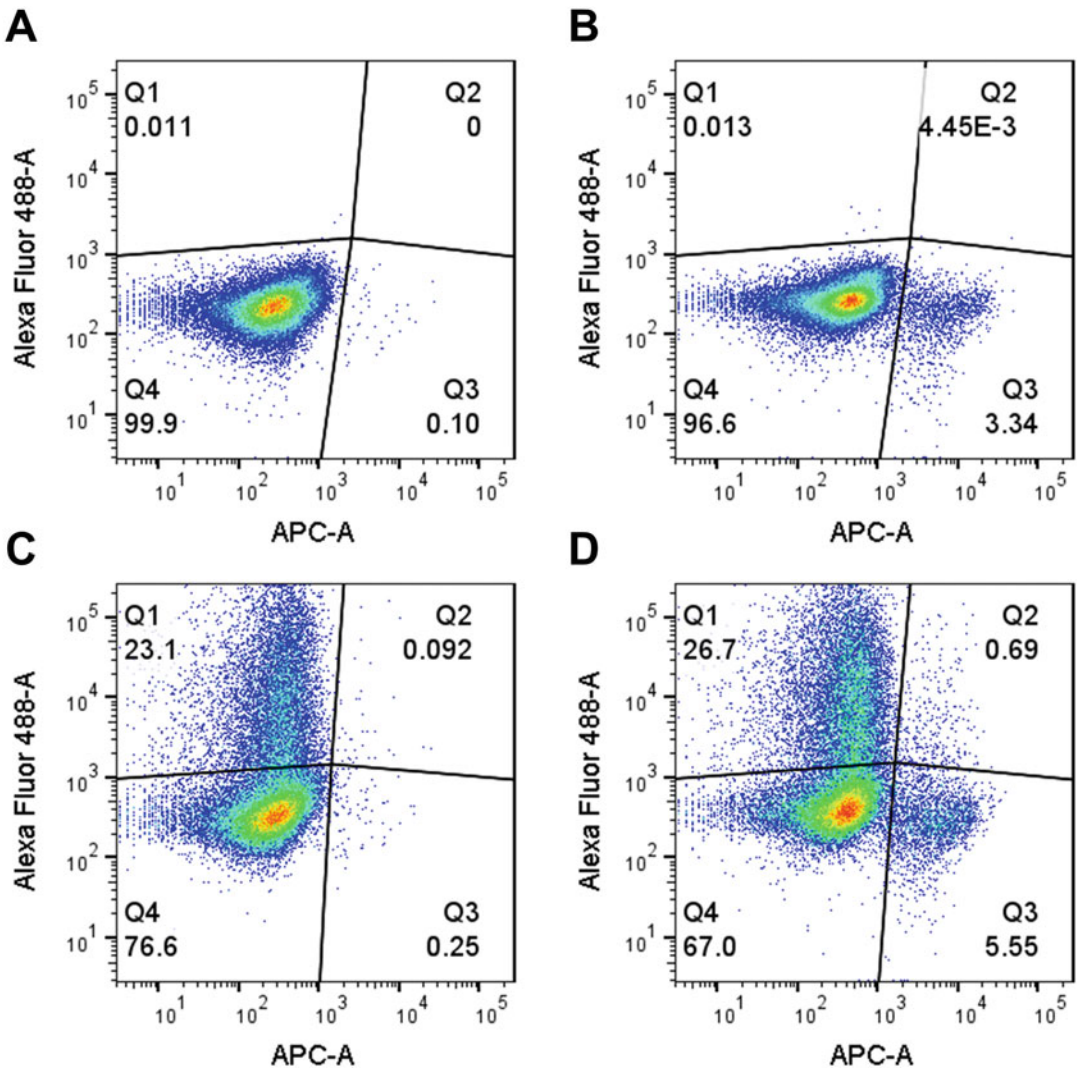 A
Alexa Fluor 488-A
10^5
10^4
10^3
10^2
10^1
Q1
0.011
Q2
0
Q4
99.9
Q3
0.10
10^1 10^2 10^3 10^4 10^5
APC-A
B
Alexa Fluor 488-A
10^5
10^4
10^3
10^2
10^1
Q1
0.013
Q2
4.45E-3
Q4
96.6
Q3
3.34
10^1 10^2 10^3 10^4 10^5
APC-A
C
Alexa Fluor 488-A
10^5
10^4
10^3
10^2
10^1
Q1
23.1
Q2
0.092
Q4
76.6
Q3
0.25
10^1 10^2 10^3 10^4 10^5
APC-A
D
Alexa Fluor 488-A
10^5
10^4
10^3
10^2
10^1
Q1
26.7
Q2
0.69
Q4
67.0
Q3
5.55
10^1 10^2 10^3 10^4 10^5
APC-A